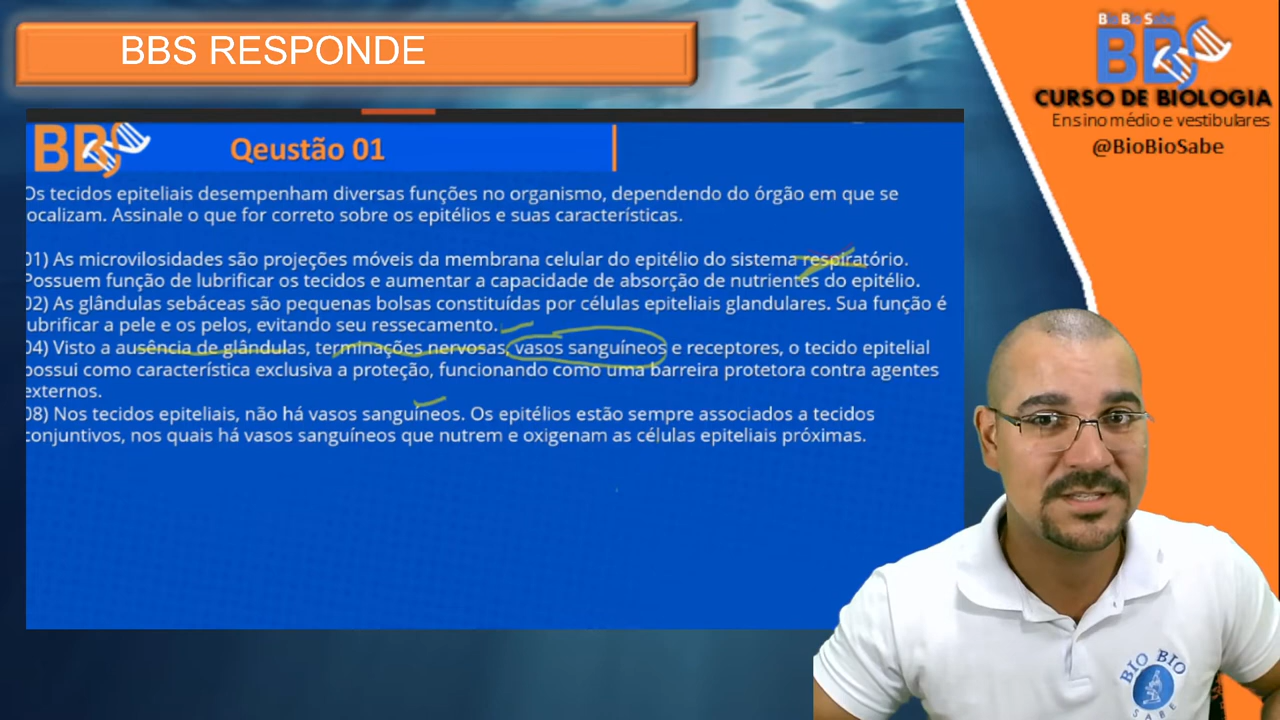 BBS RESPONDE
Bio Bio Sabe
BBS
CURSO DE BIOLOGIA
Ensino médio e vestibulares
@BioBioSabe
BBS
Qeustão 01
Os tecidos epiteliais desempenham diversas funções no organismo, dependendo do órgão em que se
localizam. Assinale o que for correto sobre os epitélios e suas características.
01) As microvilosidades são projeções móveis da membrana celular do epitélio do sistema respiratório.
Possuem função de lubrificar os tecidos e aumentar a capacidade de absorção de nutrientes do epitélio.
02) As glândulas sebáceas são pequenas bolsas constituídas por células epiteliais glandulares. Sua função é
lubrificar a pele e os pelos, evitando seu ressecamento.
04) Visto a ausência de glândulas, terminações nervosas, vasos sanguíneos e receptores, o tecido epitelial
possui como característica exclusiva a proteção, funcionando como uma barreira protetora contra agentes
externos.
08) Nos tecidos epiteliais, não há vasos sanguíneos. Os epitélios estão sempre associados a tecidos
conjuntivos, nos quais há vasos sanguíneos que nutrem e oxigenam as células epiteliais próximas.
BIO BIO
SABE